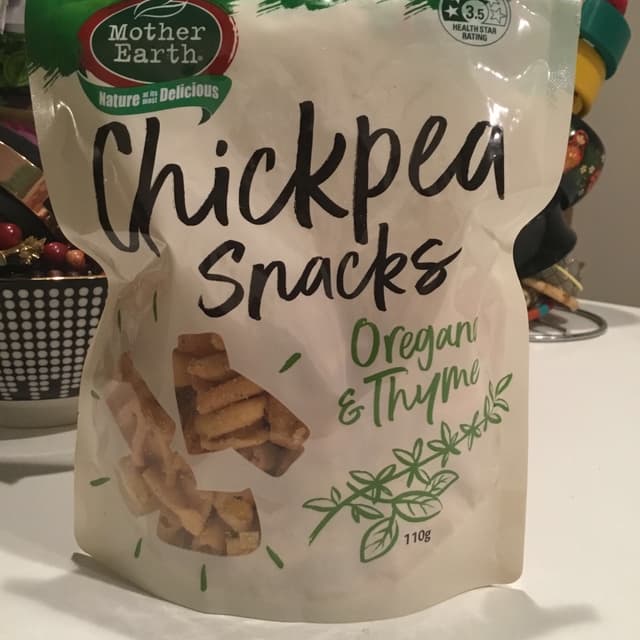 Mother
Earth
Nature at its most Delicious
3.5
HEALTH STAR
RATING
Chickpea
Snacks
Oregano
& Thyme
110g